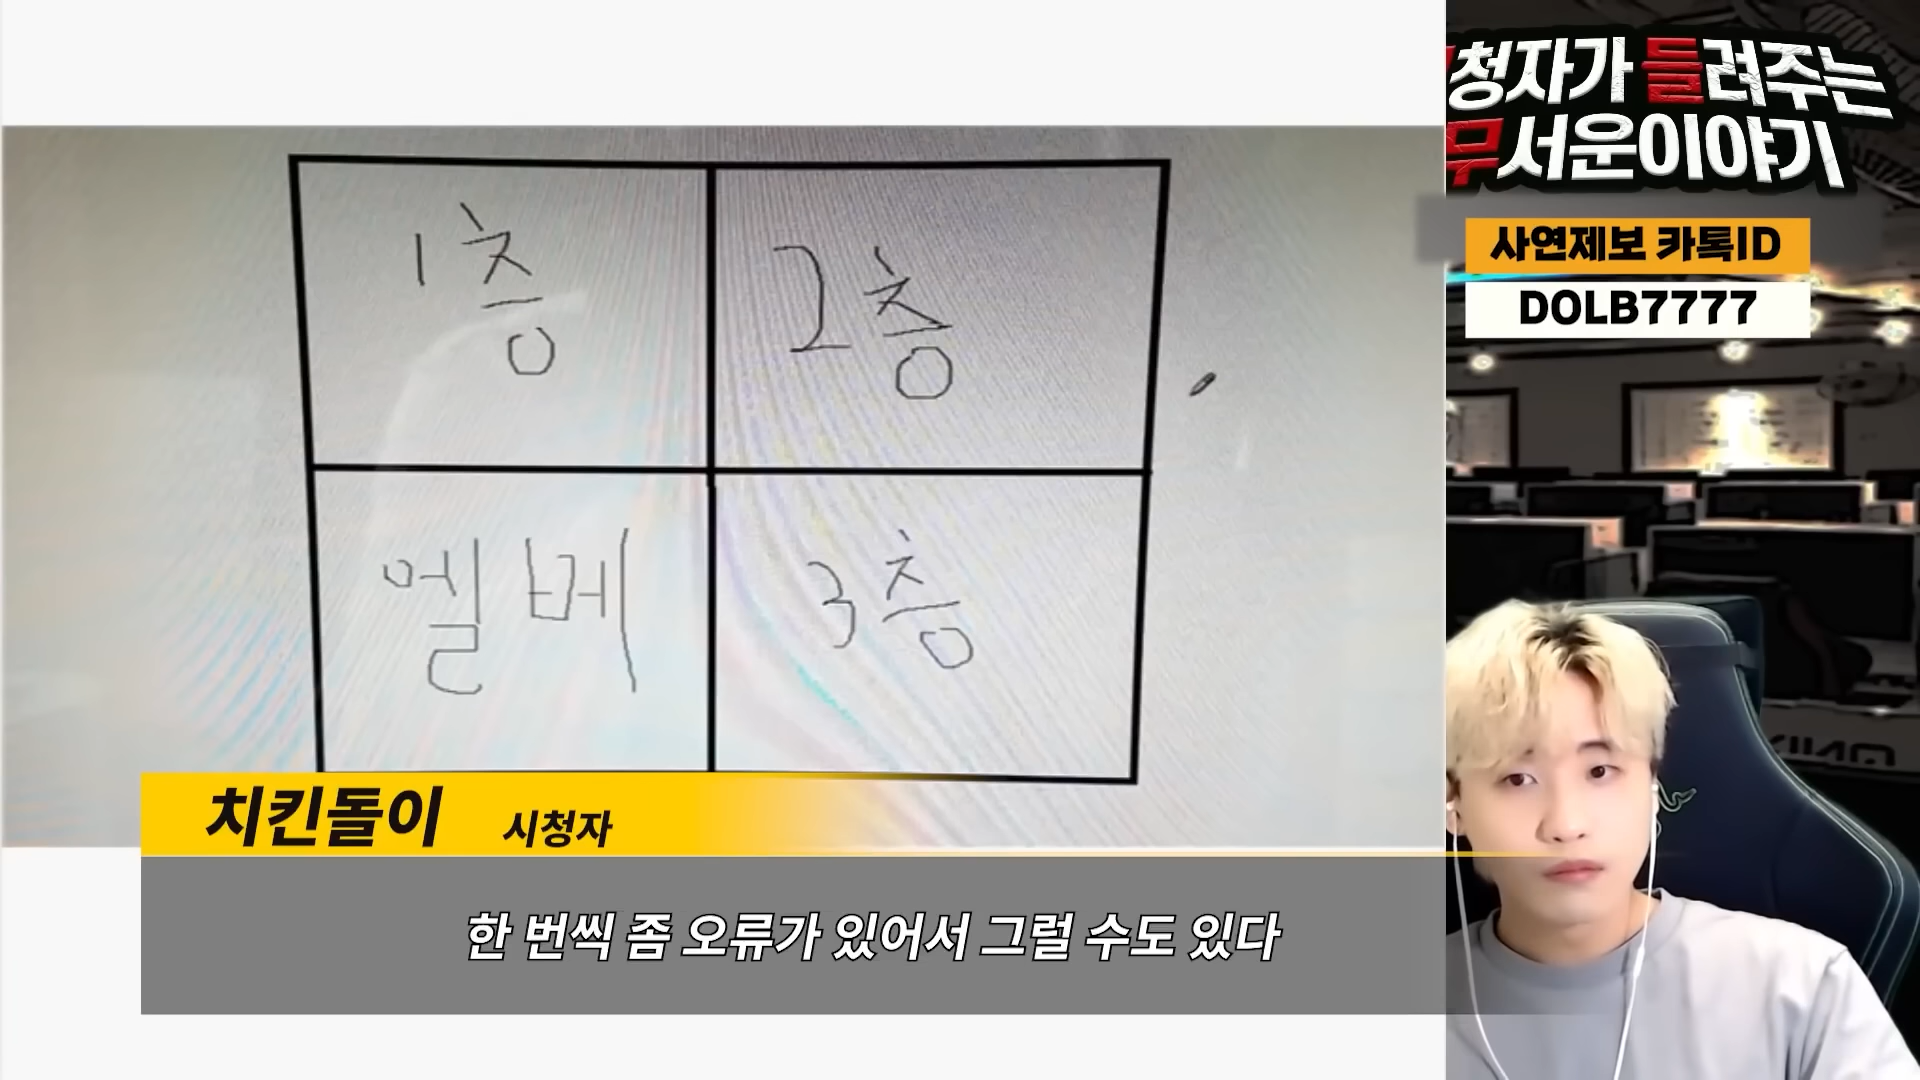 청자가 들려주는
무서운이야기
사연제보 카톡ID
DOLB7777
1층
2층
엘베
3층
치킨돌이 시청자
한 번씩 좀 오류가 있어서 그럴 수도 있다